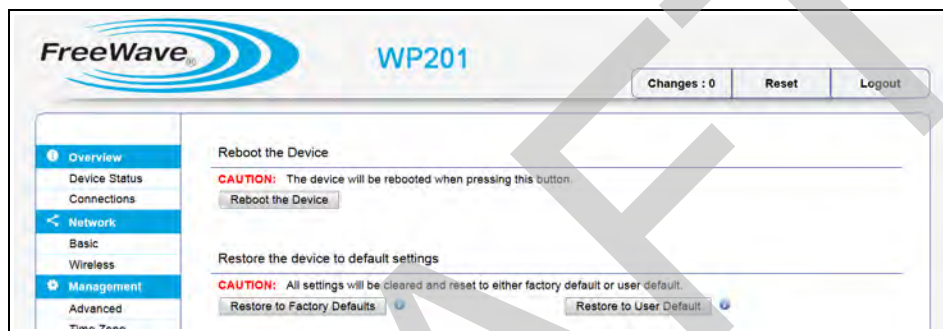 FreeWave®
WP201
Changes : 0 Reset Logout
Overview
Device Status
Connections
Network
Basic
Wireless
Management
Advanced
Time Zone
Reboot the Device
CAUTION: The device will be rebooted when pressing this button.
Reboot the Device
Restore the device to default settings
CAUTION: All settings will be cleared and reset to either factory default or user default.
Restore to Factory Defaults Restore to User Default